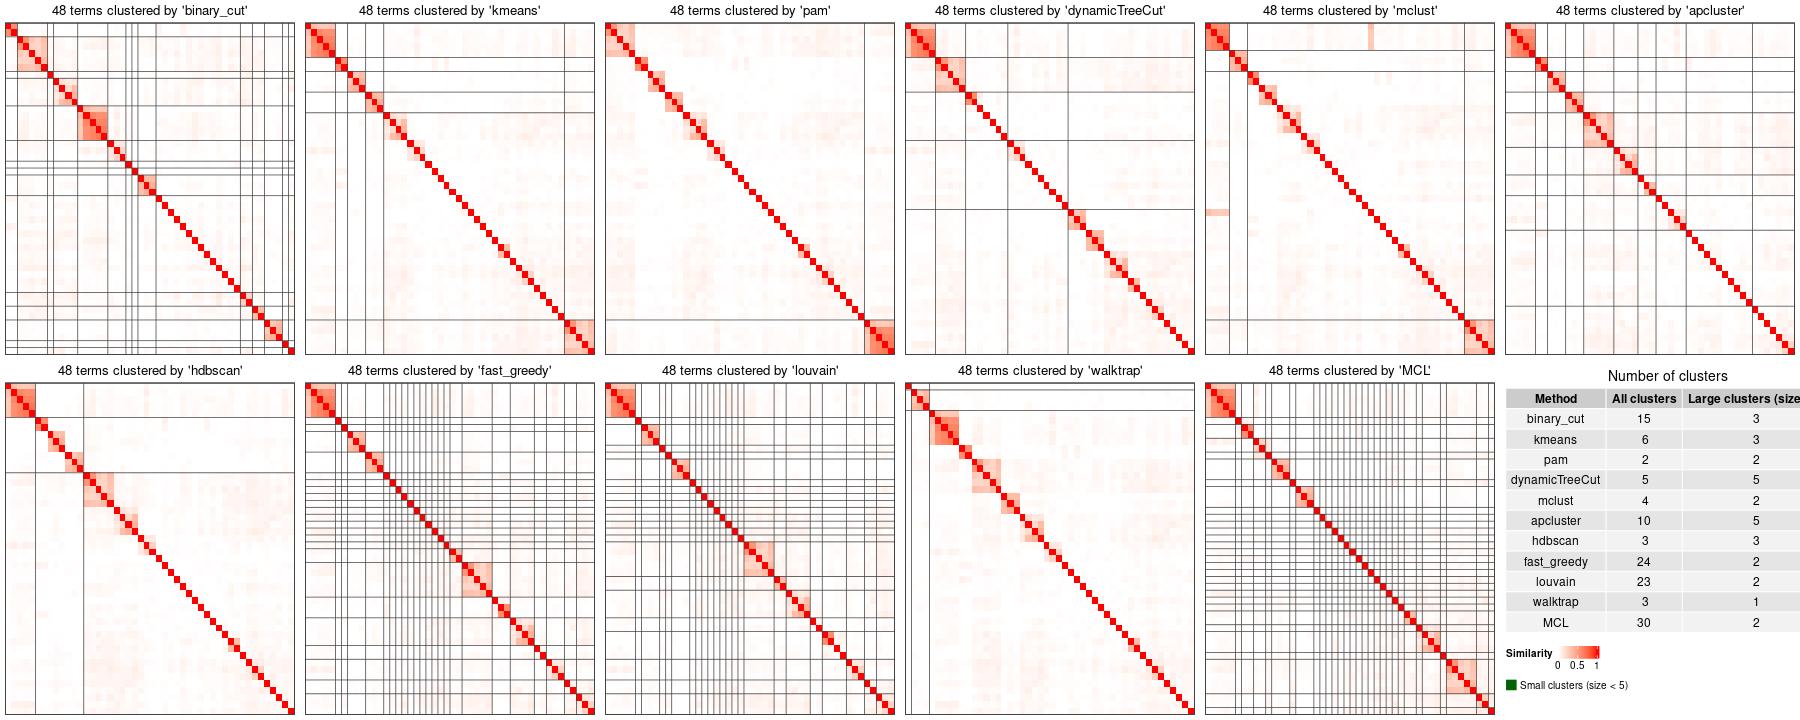 48 terms clustered by 'binary_cut'
48 terms clustered by 'kmeans'
48 terms clustered by 'pam'
48 terms clustered by 'dynamicTreeCut'
48 terms clustered by 'mclust'
48 terms clustered by 'apcluster'
48 terms clustered by 'hdbscan'
48 terms clustered by 'fast_greedy'
48 terms clustered by 'louvain'
48 terms clustered by 'walktrap'
48 terms clustered by 'MCL'
Number of clusters
Method All clusters Large clusters (size
binary_cut 15 3
kmeans 6 3
pam 2 2
dynamicTreeCut 5 5
mclust 4 2
apcluster 10 5
hdbscan 3 3
fast_greedy 24 2
louvain 23 2
walktrap 3 1
MCL 30 2
Similarity
0 0.5 1
Small clusters (size < 5)